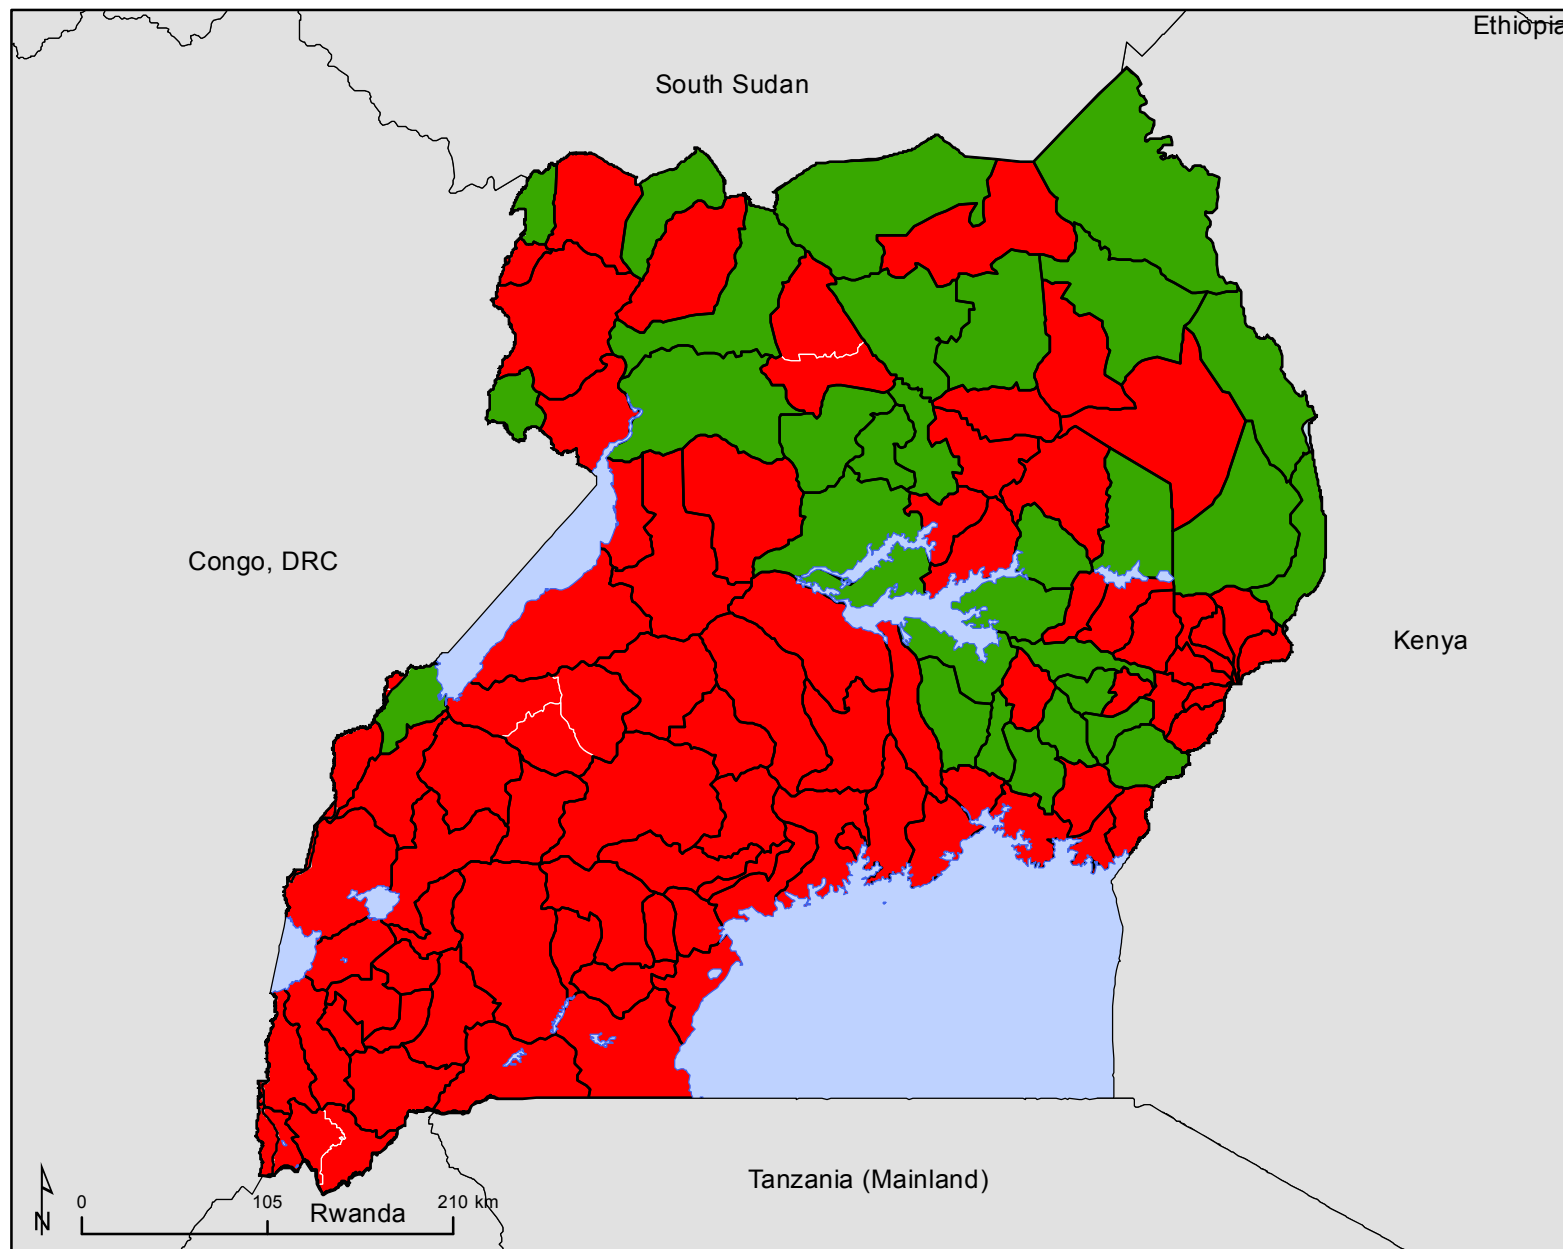 Ethiopia
South Sudan
Congo, DRC
Kenya
Tanzania (Mainland)
0 105 210 km
Rwanda
N